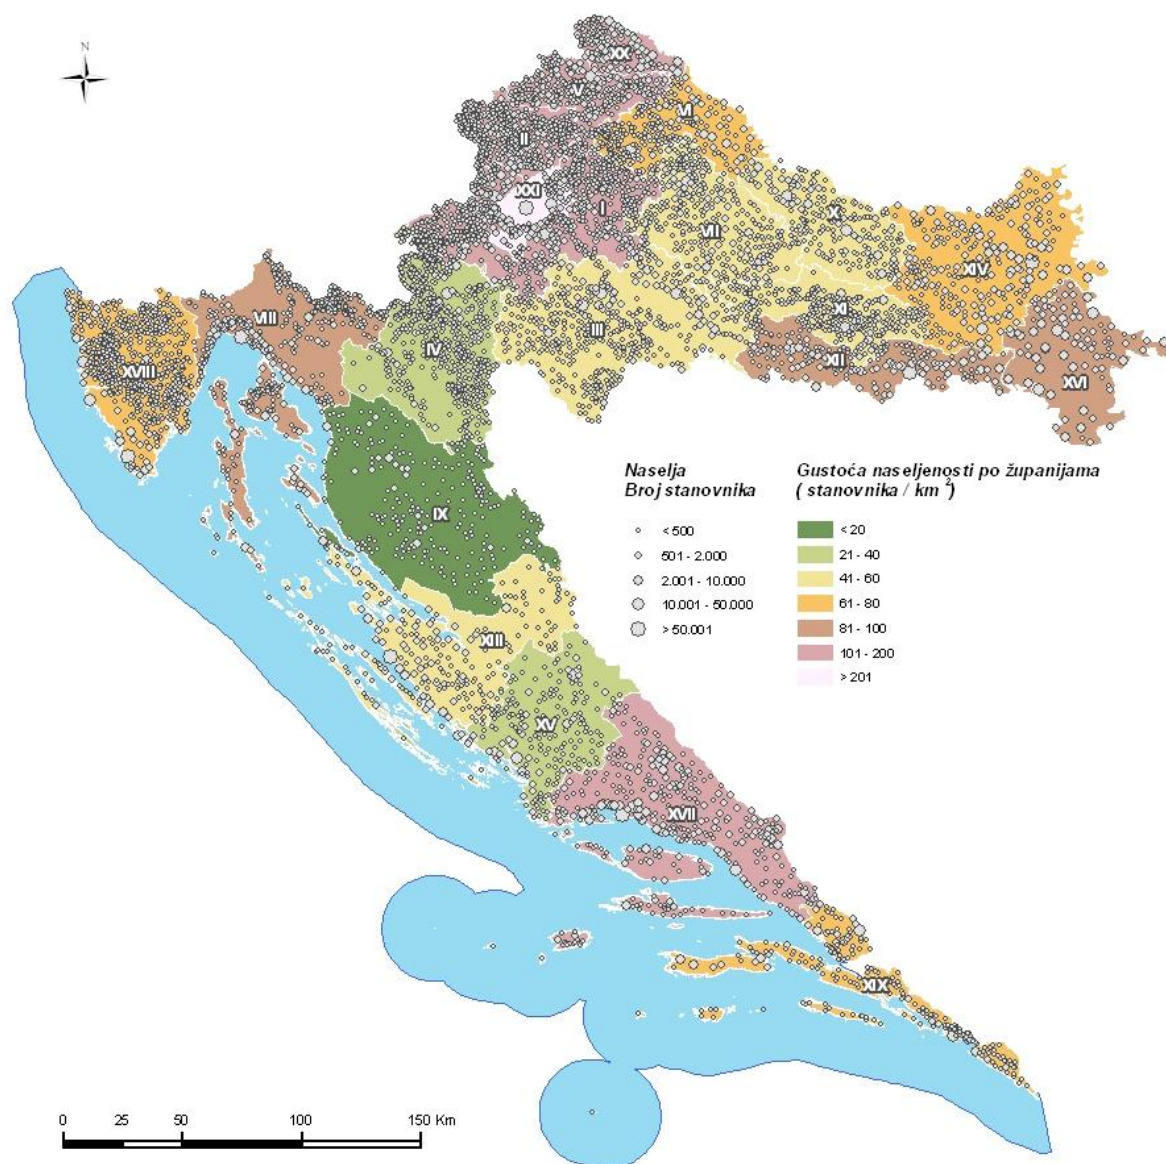 N
XX
V
VI
II
XXI
I
X
VII
XIV
VIII
III
XI
IV
XII
XVIII
XVI
IX
XIII
XV
XVII
XIX
Naselja
Broj stanovnika
< 500
501 - 2.000
2.001 - 10.000
10.001 - 50.000
> 50.001
Gustoća naseljenosti po županijama
( stanovnika / km²)
< 20
21 - 40
41 - 60
61 - 80
81 - 100
101 - 200
> 201
0 25 50 100 150 Km